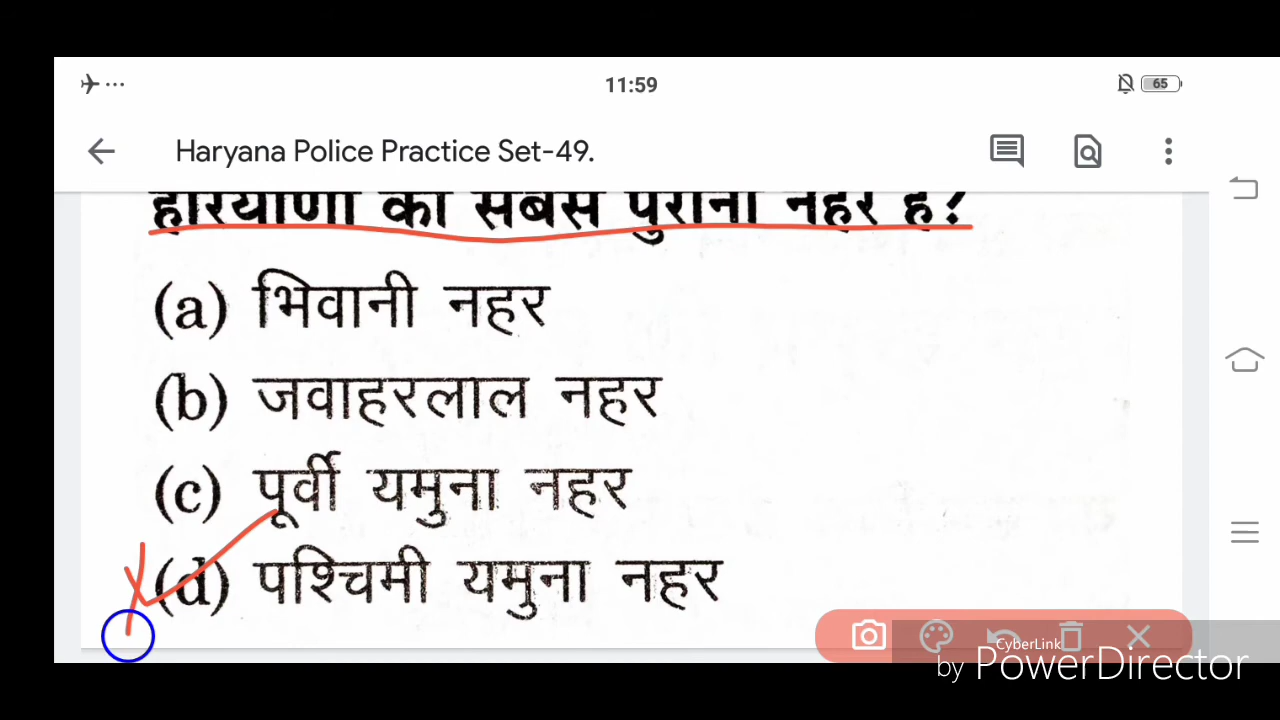 11:59
65
Haryana Police Practice Set-49.
हरियाणा की सबसे पुरानी नहर है?
(a) भिवानी नहर
(b) जवाहरलाल नहर
(c) पूर्वी यमुना नहर
(d) पश्चिमी यमुना नहर
CyberLink
by PowerDirector